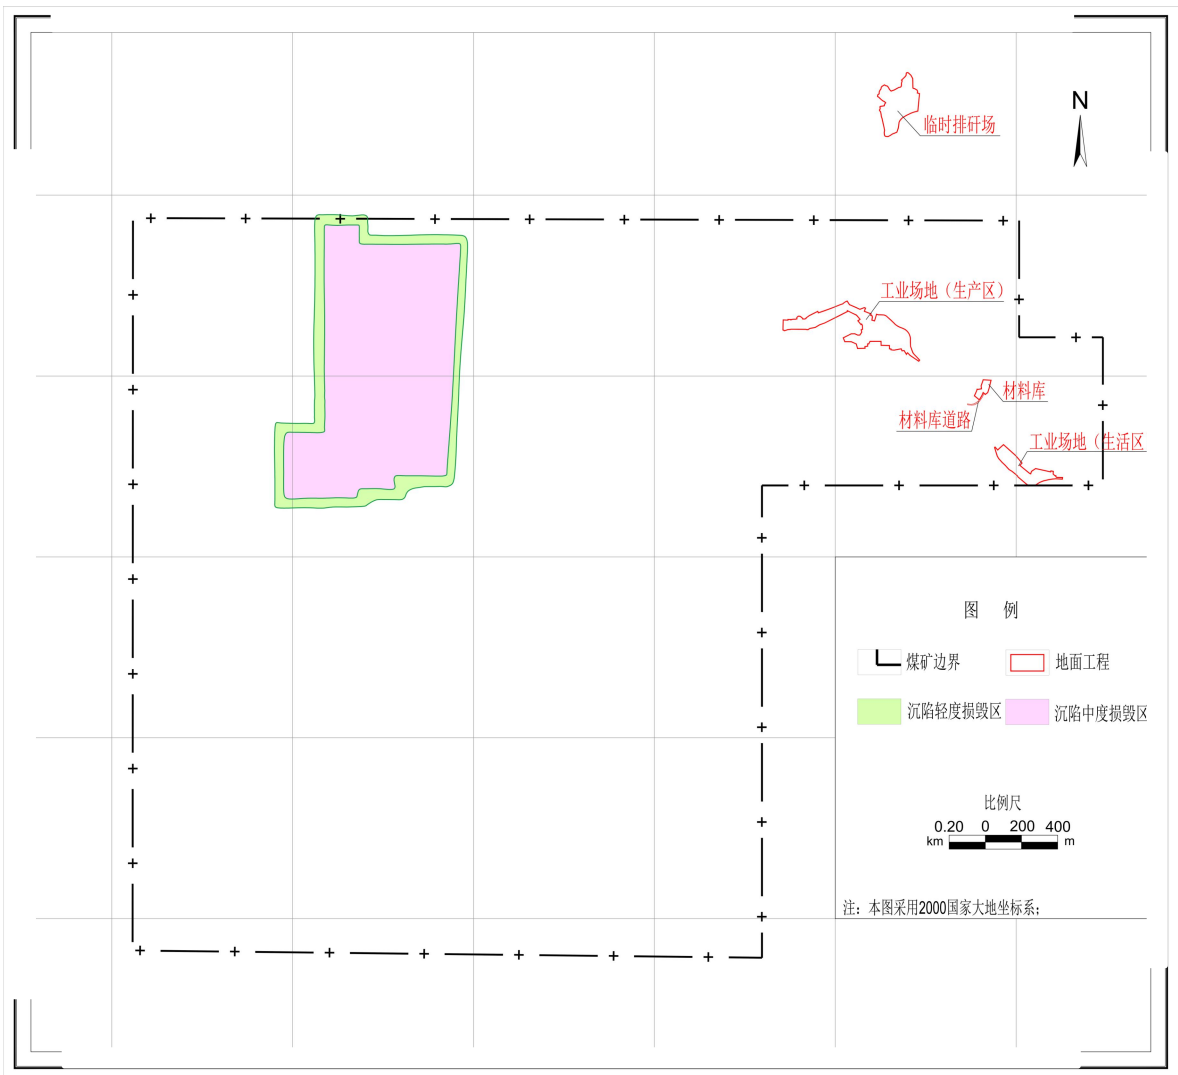 N
临时排矸场
工业场地（生产区）
材料库
材料库道路
工业场地（生活区
图 例
煤矿边界
地面工程
沉陷轻度损毁区
沉陷中度损毁区
比例尺
0.20 0 200 400
km m
注：本图采用2000国家大地坐标系；